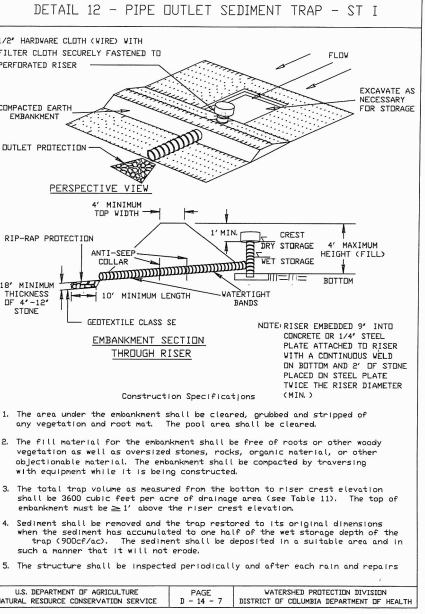 DETAIL 12 - PIPE OUTLET SEDIMENT TRAP - ST I
1/2" HARDWARE CLOTH (WIRE) WITH
FILTER CLOTH SECURELY FASTENED TO
PERFORATED RISER
FLOW
EXCAVATE AS
NECESSARY
FOR STORAGE
COMPACTED EARTH
EMBANKMENT
OUTLET PROTECTION
PERSPECTIVE VIEW
4' MINIMUM
TOP WIDTH
1' MIN.
CREST
DRY STORAGE
WET STORAGE
4' MAXIMUM
HEIGHT (FILL)
BOTTOM
RIP-RAP PROTECTION
ANTI-SEEP
COLLAR
18" MINIMUM
THICKNESS
OF 4"-12"
STONE
10' MINIMUM LENGTH
WATERTIGHT
BANDS
GEOTEXTILE CLASS SE
EMBANKMENT SECTION
THROUGH RISER
NOTE: RISER EMBEDDED 9" INTO
CONCRETE OR 1/4" STEEL
PLATE ATTACHED TO RISER
WITH A CONTINUOUS WELD
ON BOTTOM AND 2' OF STONE
PLACED ON STEEL PLATE
TWICE THE RISER DIAMETER
(MIN.)
Construction Specifications
1. The area under the embankment shall be cleared, grubbed and stripped of
any vegetation and root mat. The pool area shall be cleared.
2. The fill material for the embankment shall be free of roots or other woody
vegetation as well as oversized stones, rocks, organic material, or other
objectionable material. The embankment shall be compacted by traversing
with equipment while it is being constructed.
3. The total trap volume as measured from the botton to riser crest elevation
shall be 3600 cubic feet per acre of drainage area (see Table 11). The top of
embankment must be ≥ 1' above the riser crest elevation.
4. Sediment shall be removed and the trap restored to its original dimensions
when the sediment has accumulated to one half of the wet storage depth of the
trap (900cf/ac). The sediment shall be deposited in a suitable area and in
such a manner that it will not erode.
5. The structure shall be inspected periodically and after each rain and repairs
U.S. DEPARTMENT OF AGRICULTURE
NATURAL RESOURCE CONSERVATION SERVICE
PAGE
D - 14 - 7
WATERSHED PROTECTION DIVISION
DISTRICT OF COLUMBIA DEPARTMENT OF HEALTH